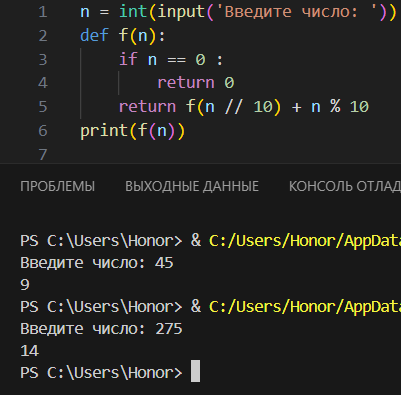 1 n = int(input('Введите число: '))
2 def f(n):
3 if n == 0 :
4 return 0
5 return f(n // 10) + n % 10
6 print(f(n))
7
ПРОБЛЕМЫ ВЫХОДНЫЕ ДАННЫЕ КОНСОЛЬ ОТЛАД
PS C:\Users\Honor> & C:/Users/Honor/AppData
Введите число: 45
9
PS C:\Users\Honor> & C:/Users/Honor/AppData
Введите число: 275
14
PS C:\Users\Honor>